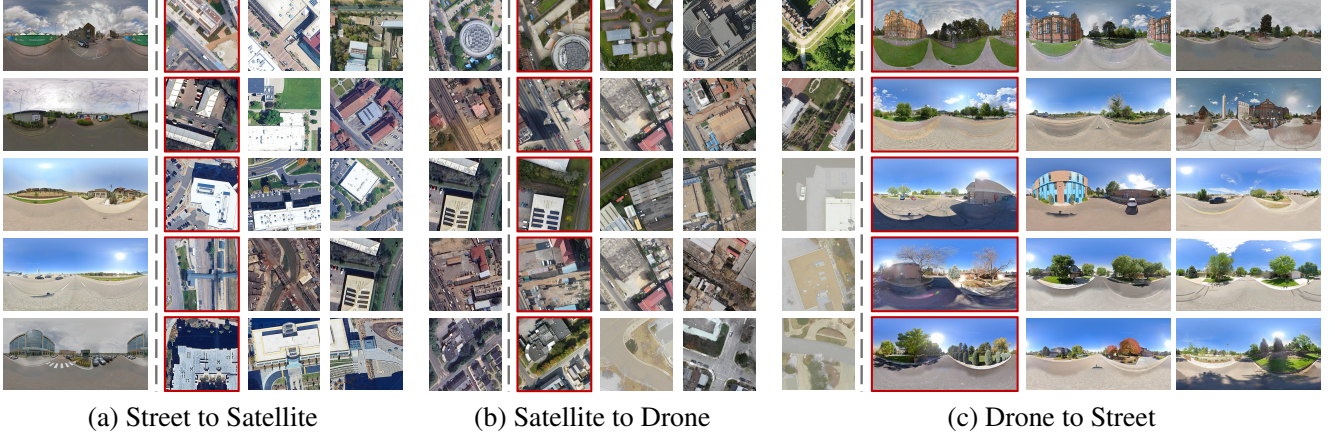 (a) Street to Satellite
(b) Satellite to Drone
(c) Drone to Street